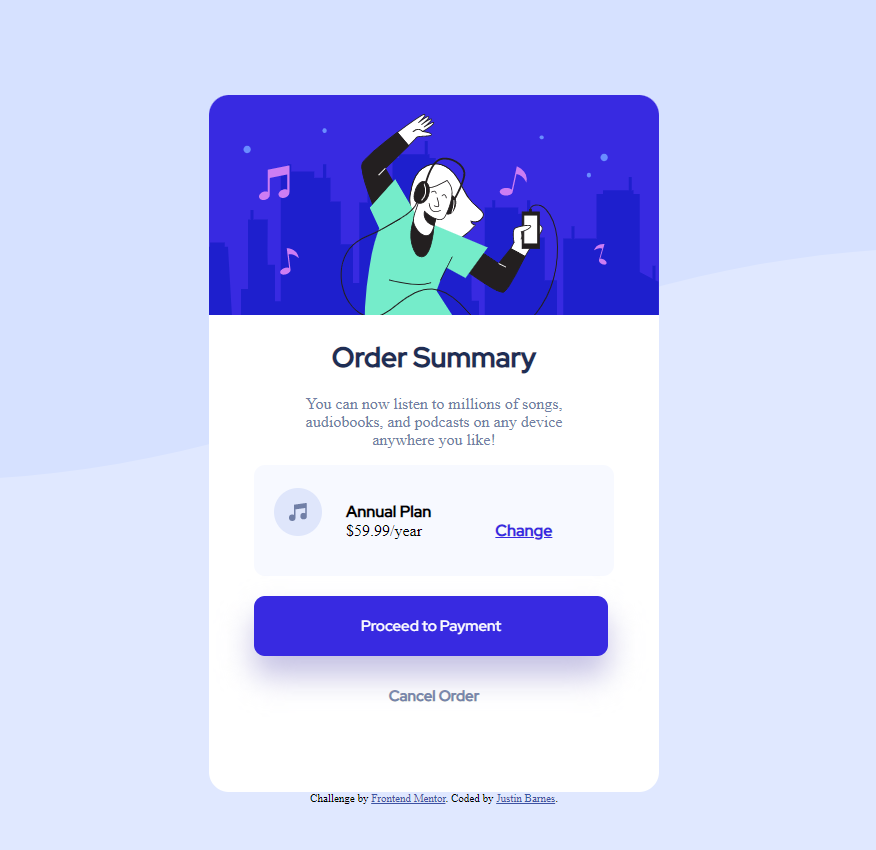 Order Summary
You can now listen to millions of songs,
audiobooks, and podcasts on any device
anywhere you like!
Annual Plan
$59.99/year
Change
Proceed to Payment
Cancel Order
Challenge by Frontend Mentor. Coded by Justin Barnes.